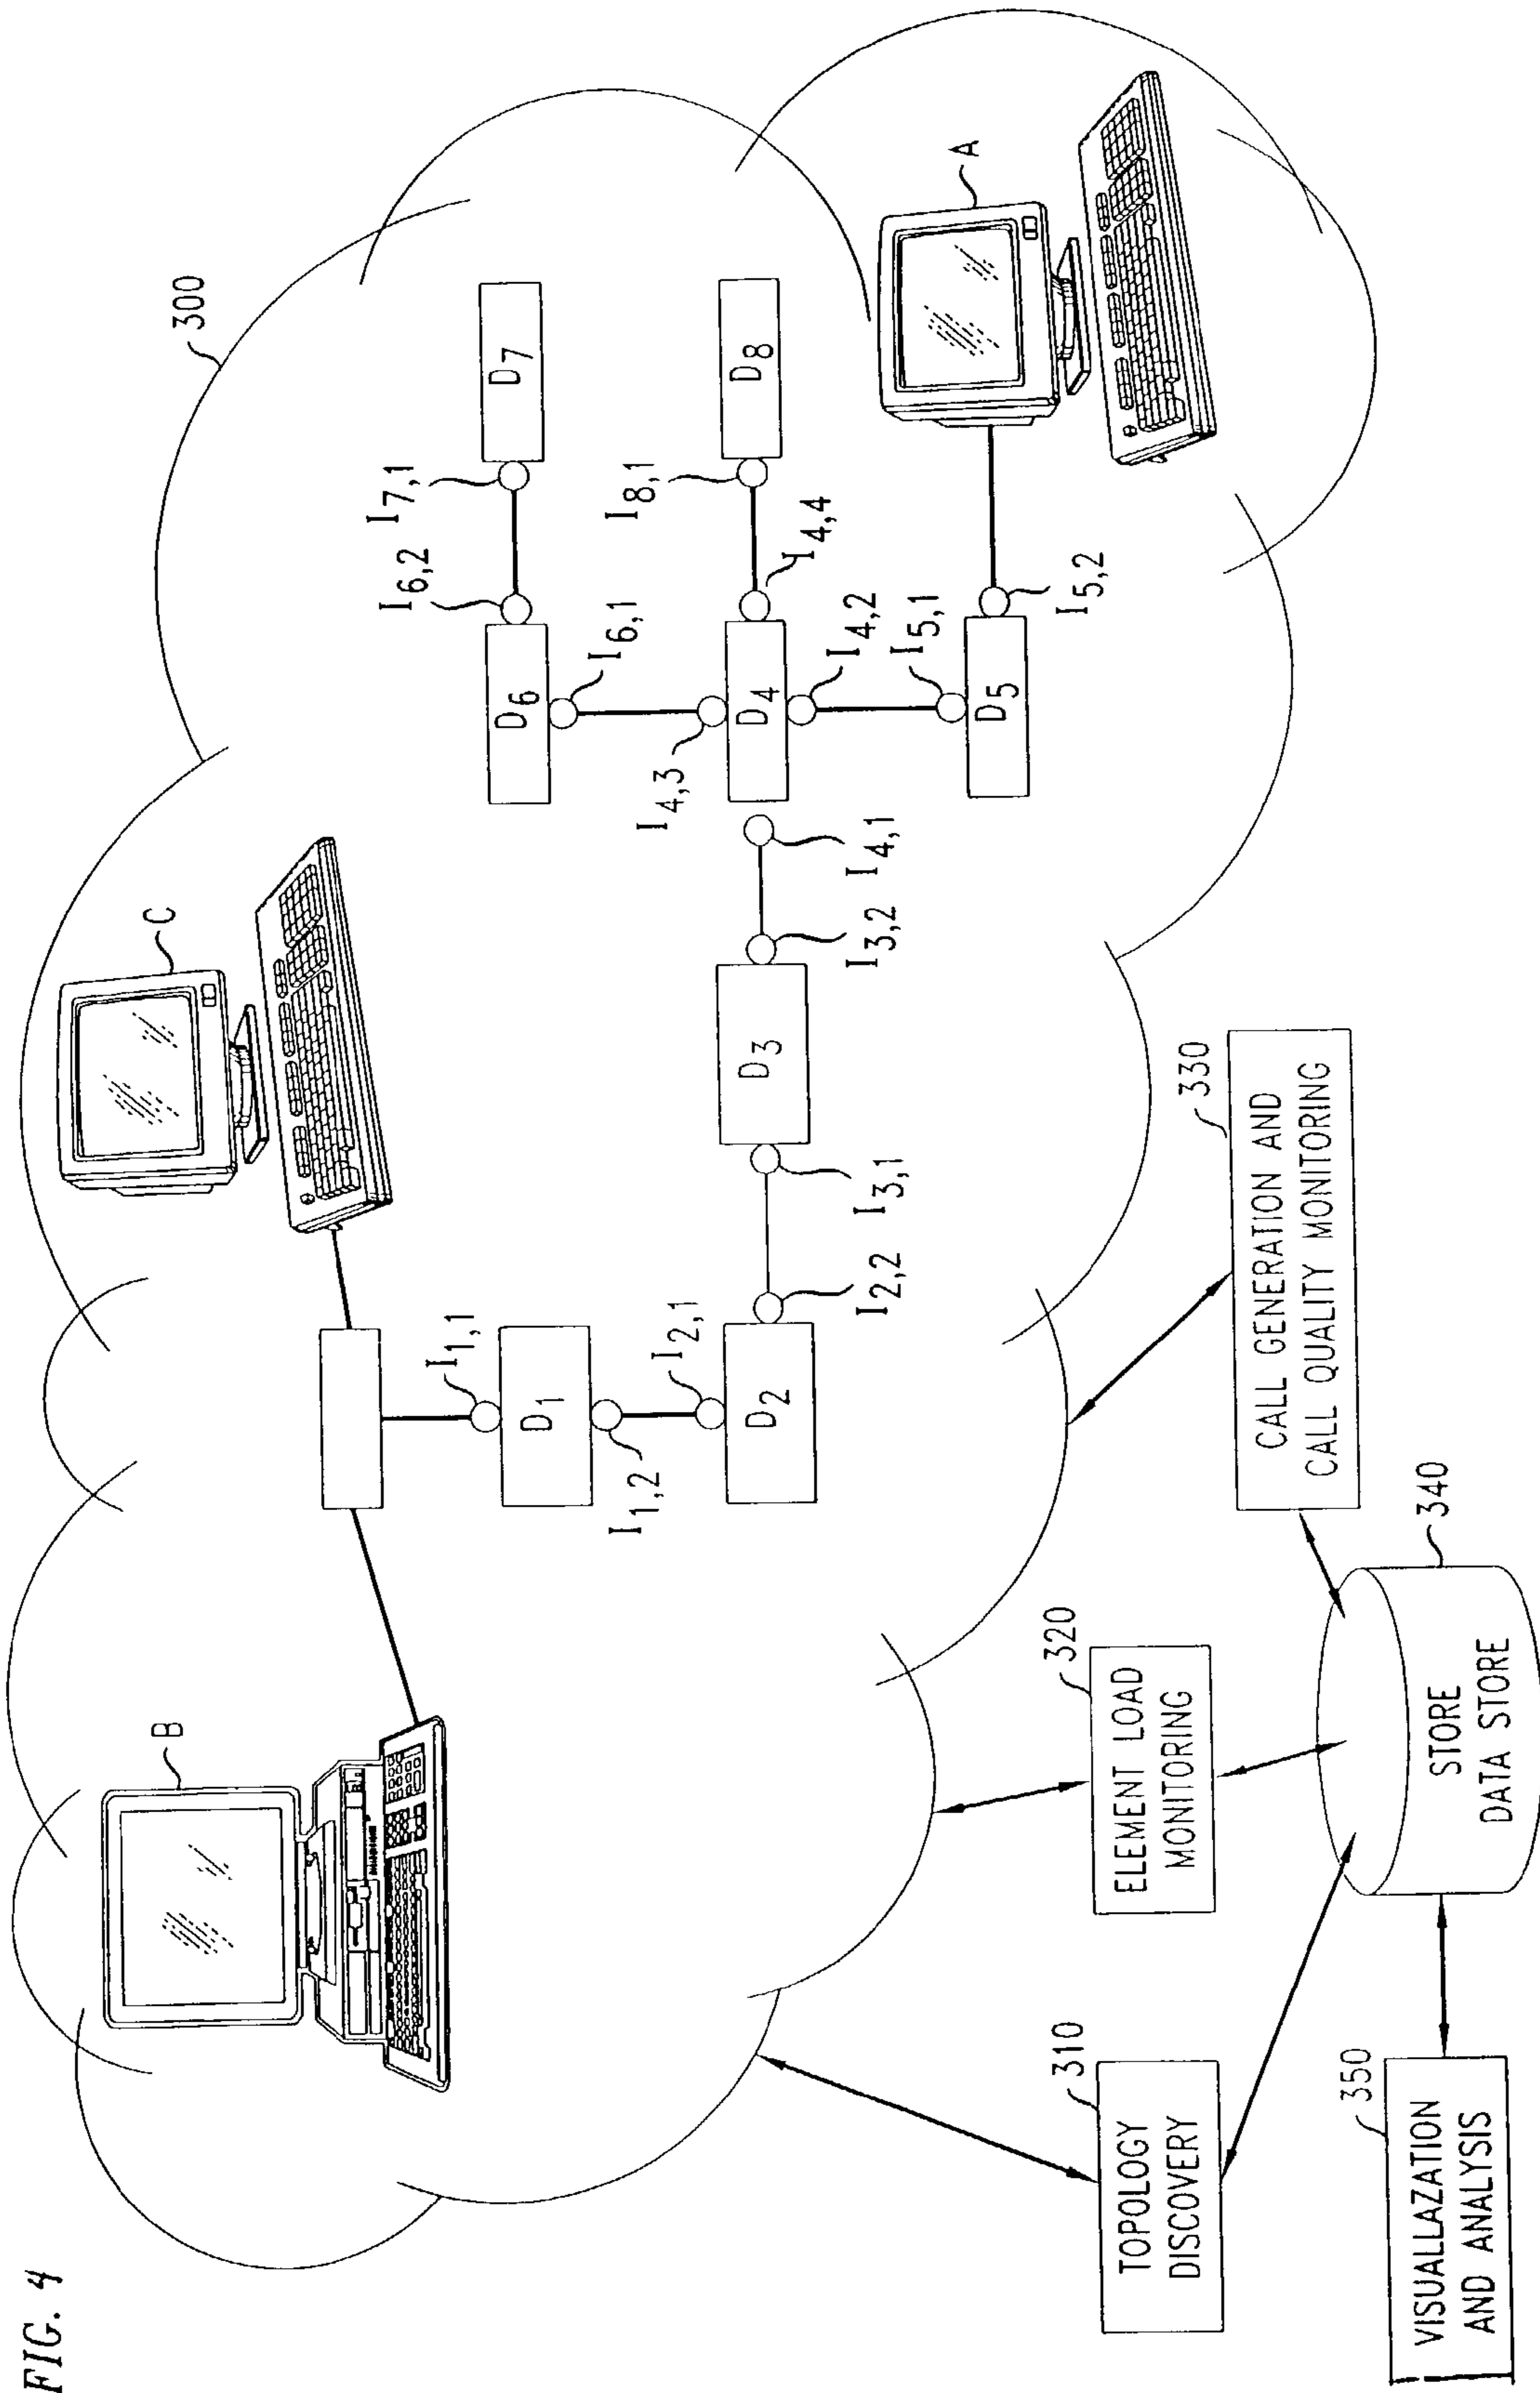 FIG. 4
300
B
C
A
I1,1
D1
I1,2
I2,1
D2
I2,2
I3,1
D3
I3,2
I4,1
D4
I4,3
I4,2
I4,4
I6,1
D6
I6,2
I7,1
D7
I8,1
D8
I5,1
D5
I5,2
310
TOPOLOGY
DISCOVERY
320
ELEMENT LOAD
MONITORING
330
CALL GENERATION AND
CALL QUALITY MONITORING
340
STORE
DATA STORE
350
VISUALLAZATION
AND ANALYSIS